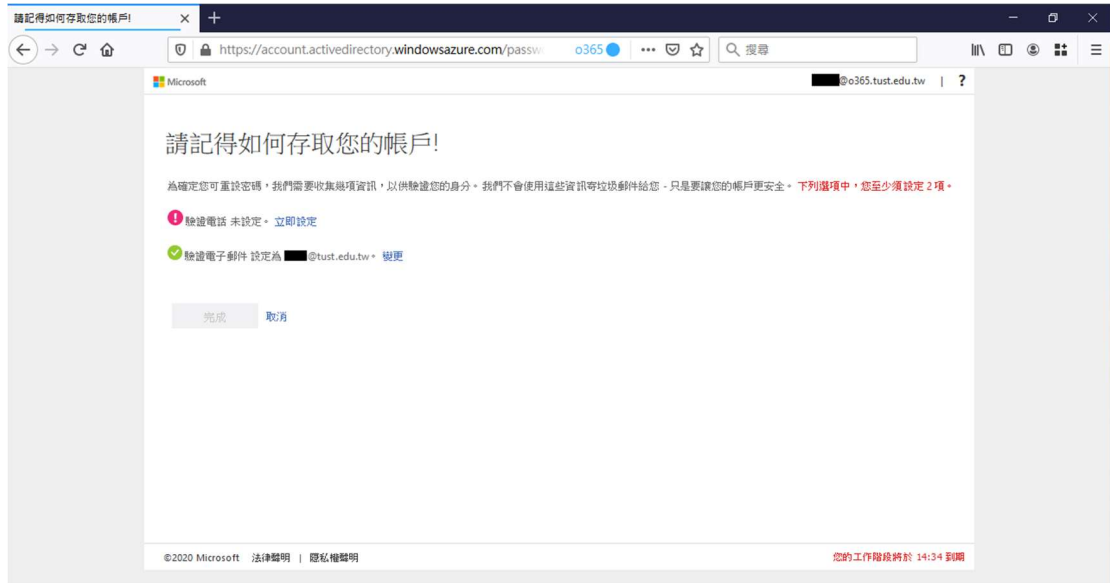 請記得如何存取您的帳戶!
https://account.activedirectory.windowsazure.com/passw
o365
搜尋
Microsoft
@o365.tust.edu.tw | ?
請記得如何存取您的帳戶!
為確定您可重設密碼，我們需要收集幾項資訊，以供驗證您的身分。我們不會使用這些資訊寄垃圾郵件給您 - 只是要讓您的帳戶更安全。 下列選項中，您至少須設定 2 項。
驗證電話 未設定。 立即設定
驗證電子郵件 設定為 @tust.edu.tw。 變更
完成 取消
©2020 Microsoft 法律聲明 | 隱私權聲明
您的工作階段將於 14:34 到期